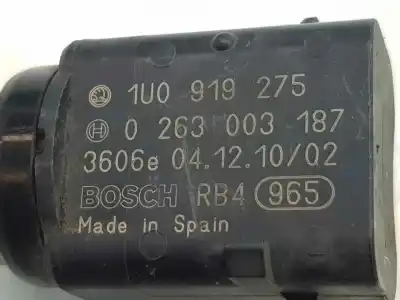 1U0 919 275
0 263 003 187
3606e 04.12.10/02
BOSCH RB4 965
Made in Spain